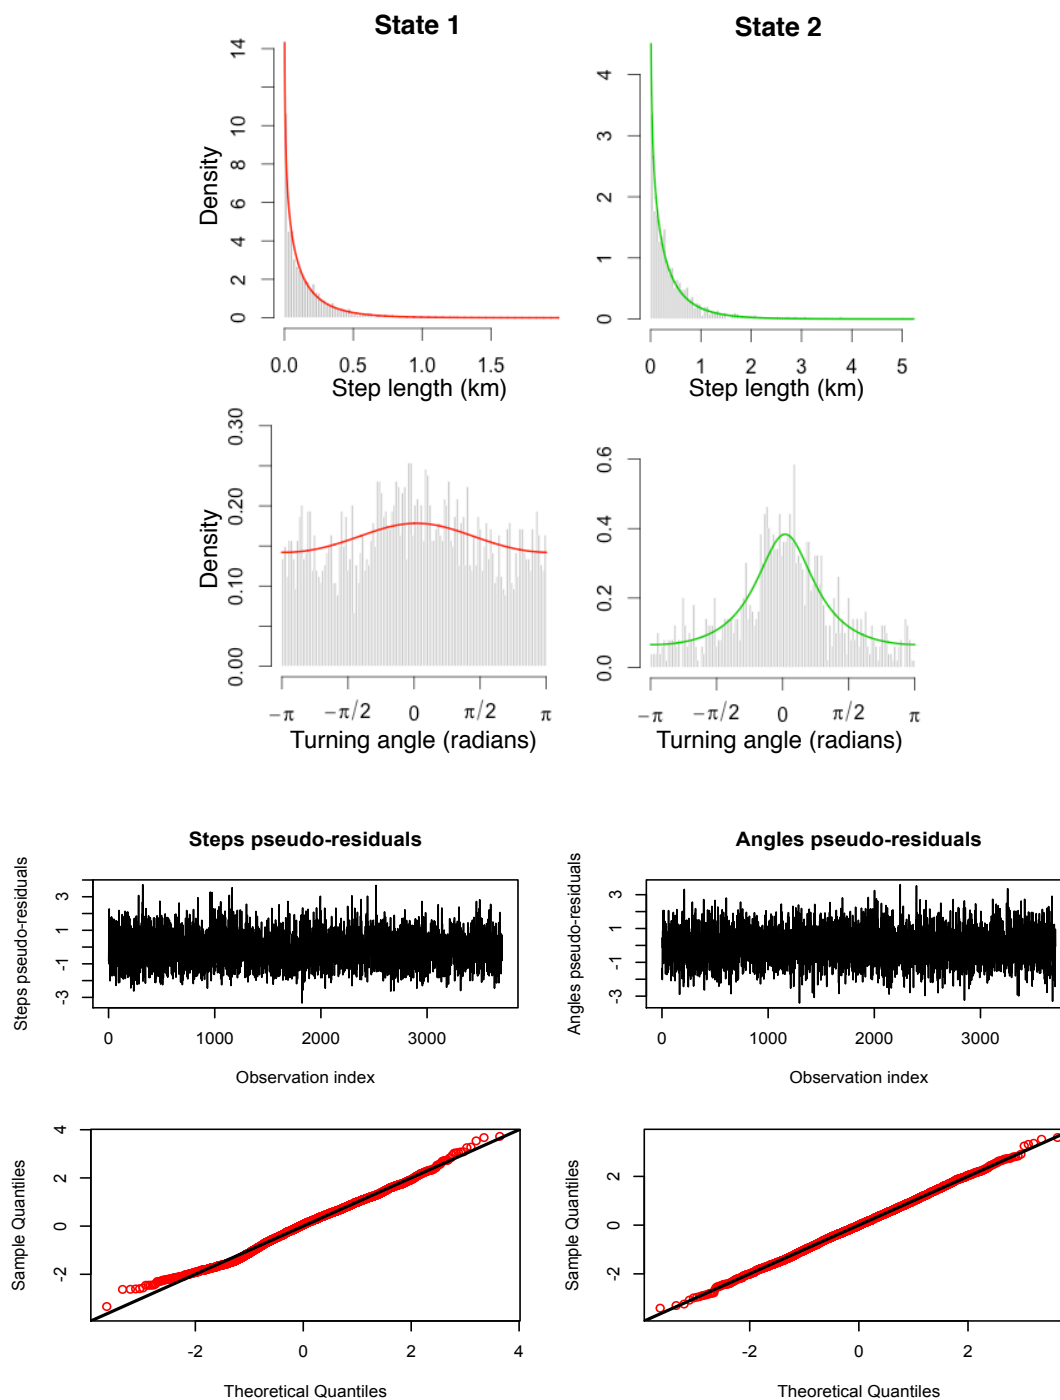 State 1
State 2
14
10
8
6
4
2
0
Density
0.0
0.5
1.0
1.5
Step length (km)
4
3
2
1
0
0
1
2
3
4
5
Step length (km)
0.30
0.20
0.10
0.00
Density
−π
−π/2
0
π/2
π
Turning angle (radians)
0.6
0.4
0.2
0.0
−π
−π/2
0
π/2
π
Turning angle (radians)
Steps pseudo-residuals
Steps pseudo-residuals
3
1
-1
-3
0
1000
2000
3000
Observation index
Angles pseudo-residuals
Angles pseudo-residuals
3
1
-1
-3
0
1000
2000
3000
Observation index
Sample Quantiles
4
2
0
-2
-2
0
2
4
Theoretical Quantiles
Sample Quantiles
2
0
-2
-2
0
2
Theoretical Quantiles